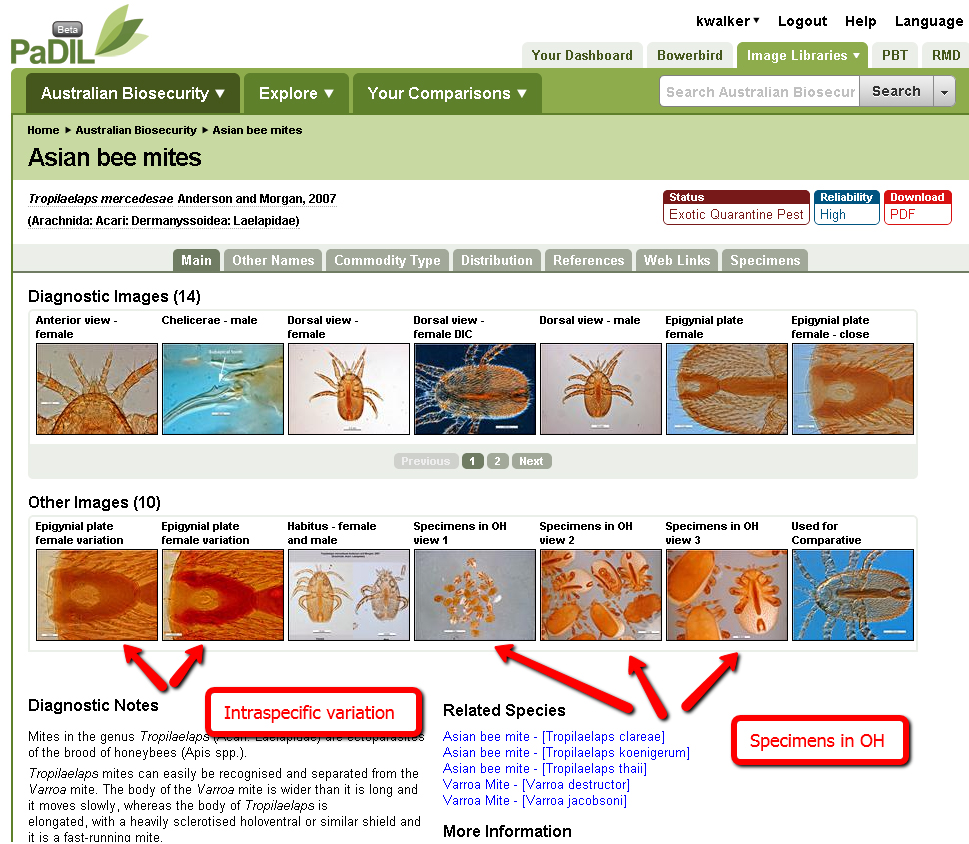 kwalker ▾ Logout Help Language
Beta
PaDIL
Your Dashboard Bowerbird Image Libraries ▾ PBT RMD
Australian Biosecurity ▼ Explore ▼ Your Comparisons ▼ Search Australian Biosecur Search
Home ▸ Australian Biosecurity ▸ Asian bee mites
Asian bee mites
Tropilaelaps mercedesae Anderson and Morgan, 2007
(Arachnida: Acari: Dermanyssoidea: Laelapidae)
Status
Exotic Quarantine Pest
Reliability
High
Download
PDF
Main Other Names Commodity Type Distribution References Web Links Specimens
Diagnostic Images (14)
Anterior view -
female
Chelicerae - male
Dorsal view -
female
Dorsal view -
female DIC
Dorsal view - male
Epigynial plate
female
Epigynial plate
female - close
Subapical tooth
Previous 1 2 Next
Other Images (10)
Epigynial plate
female variation
Epigynial plate
female variation
Habitus - female
and male
Specimens in OH
view 1
Specimens in OH
view 2
Specimens in OH
view 3
Used for
Comparative
Intraspecific variation
Specimens in OH
Diagnostic Notes
Mites in the genus Tropilaelaps are ectoparasites
of the brood of honeybees (Apis spp.).
Tropilaelaps mites can easily be recognised and separated from the
Varroa mite. The body of the Varroa mite is wider than it is long and
it moves slowly, whereas the body of Tropilaelaps is
elongated, with a heavily sclerotised holoventral or similar shield and
it is a fast-running mite.
Related Species
Asian bee mite - [Tropilaelaps clareae]
Asian bee mite - [Tropilaelaps koenigerum]
Asian bee mite - [Tropilaelaps thaii]
Varroa Mite - [Varroa destructor]
Varroa Mite - [Varroa jacobsoni]
More Information